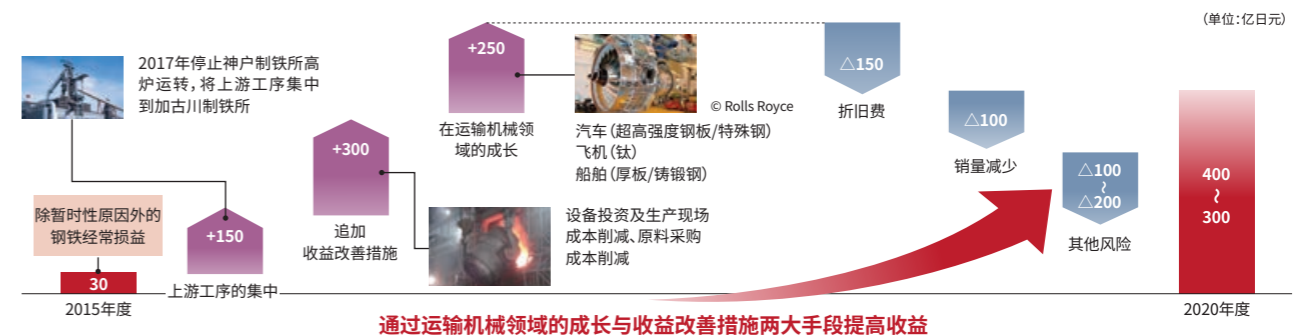 （单位：亿日元）
2017年停止神户制铁所高
炉运转，将上游工序集中
到加古川制铁所
除暂时性原因外的
钢铁经常损益
30
2015年度
+150
上游工序的集中
+300
追加
收益改善措施
设备投资及生产现场
成本削减、原料采购
成本削减
+250
在运输机械领
域的成长
© Rolls Royce
汽车（超高强度钢板/特殊钢）
飞机（钛）
船舶（厚板/铸锻钢）
△150
折旧费
△100
销量减少
△100
～
△200
其他风险
400
～
300
2020年度
通过运输机械领域的成长与收益改善措施两大手段提高收益